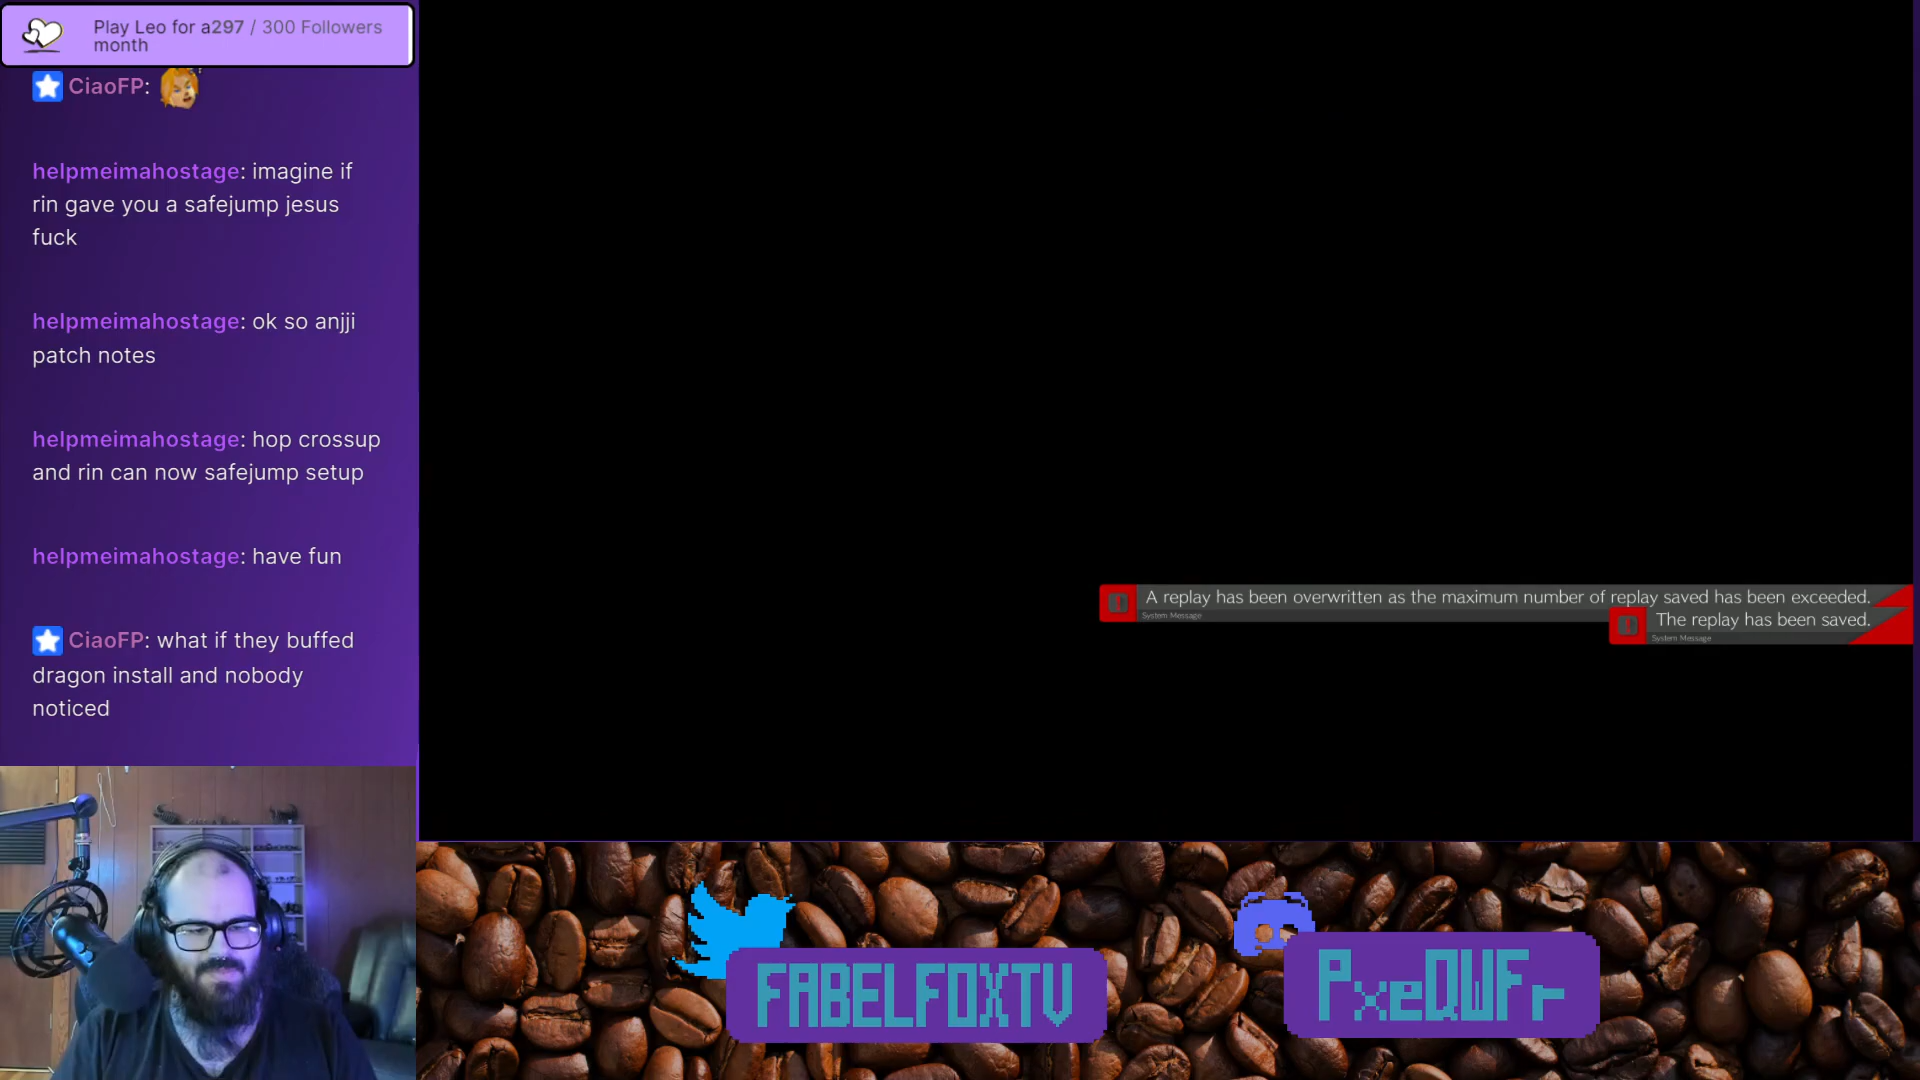 Play Leo for a 297 / 300 Followers
month
CiaoFP:
helpmeimahostage: imagine if
rin gave you a safejump jesus
fuck
helpmeimahostage: ok so anjji
patch notes
helpmeimahostage: hop crossup
and rin can now safejump setup
helpmeimahostage: have fun
CiaoFP: what if they buffed
dragon install and nobody
noticed
A replay has been overwritten as the maximum number of replay saved has been exceeded.
System Message
The replay has been saved.
System Message
FABELFOXTV
PxeQWFr